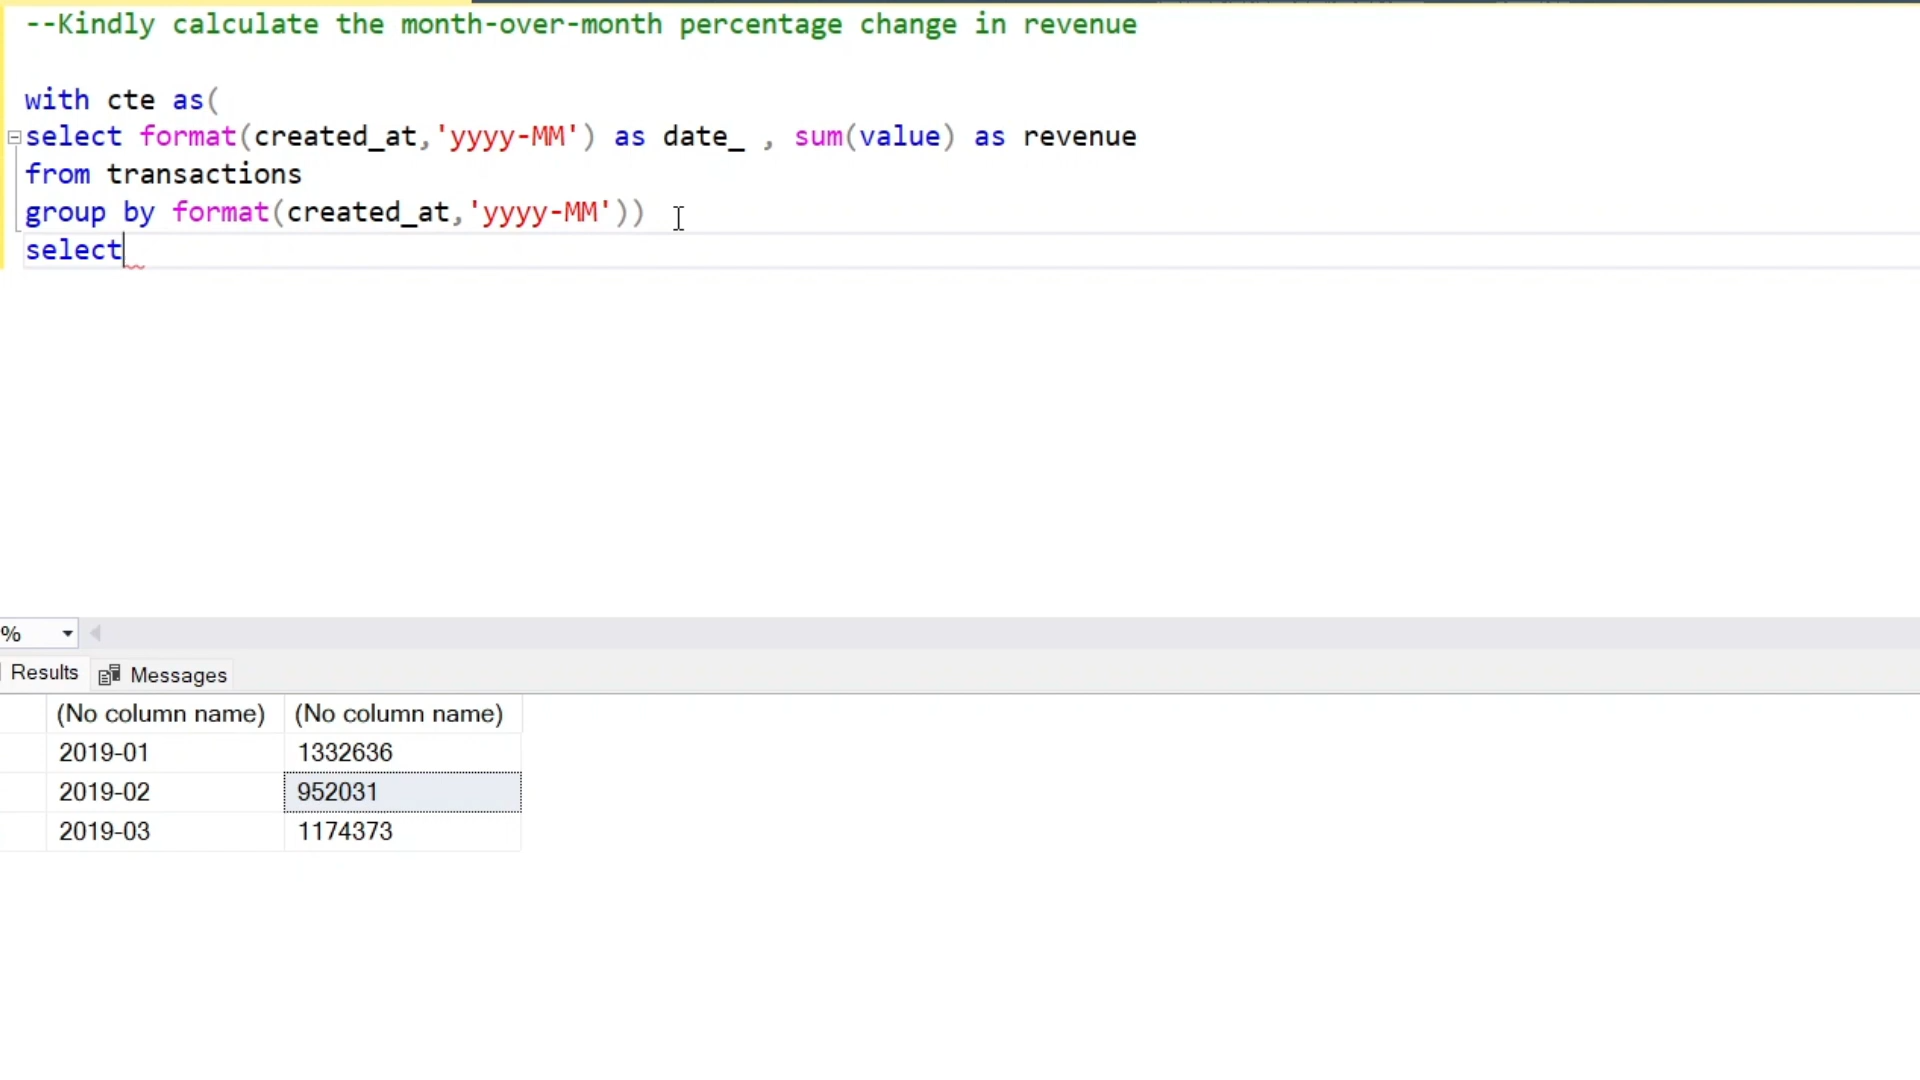 --Kindly calculate the month-over-month percentage change in revenue
with cte as(
select format(created_at,'yyyy-MM') as date_ , sum(value) as revenue
from transactions
group by format(created_at,'yyyy-MM'))
select
%
Results Messages
(No column name) (No column name)
2019-01 1332636
2019-02 952031
2019-03 1174373